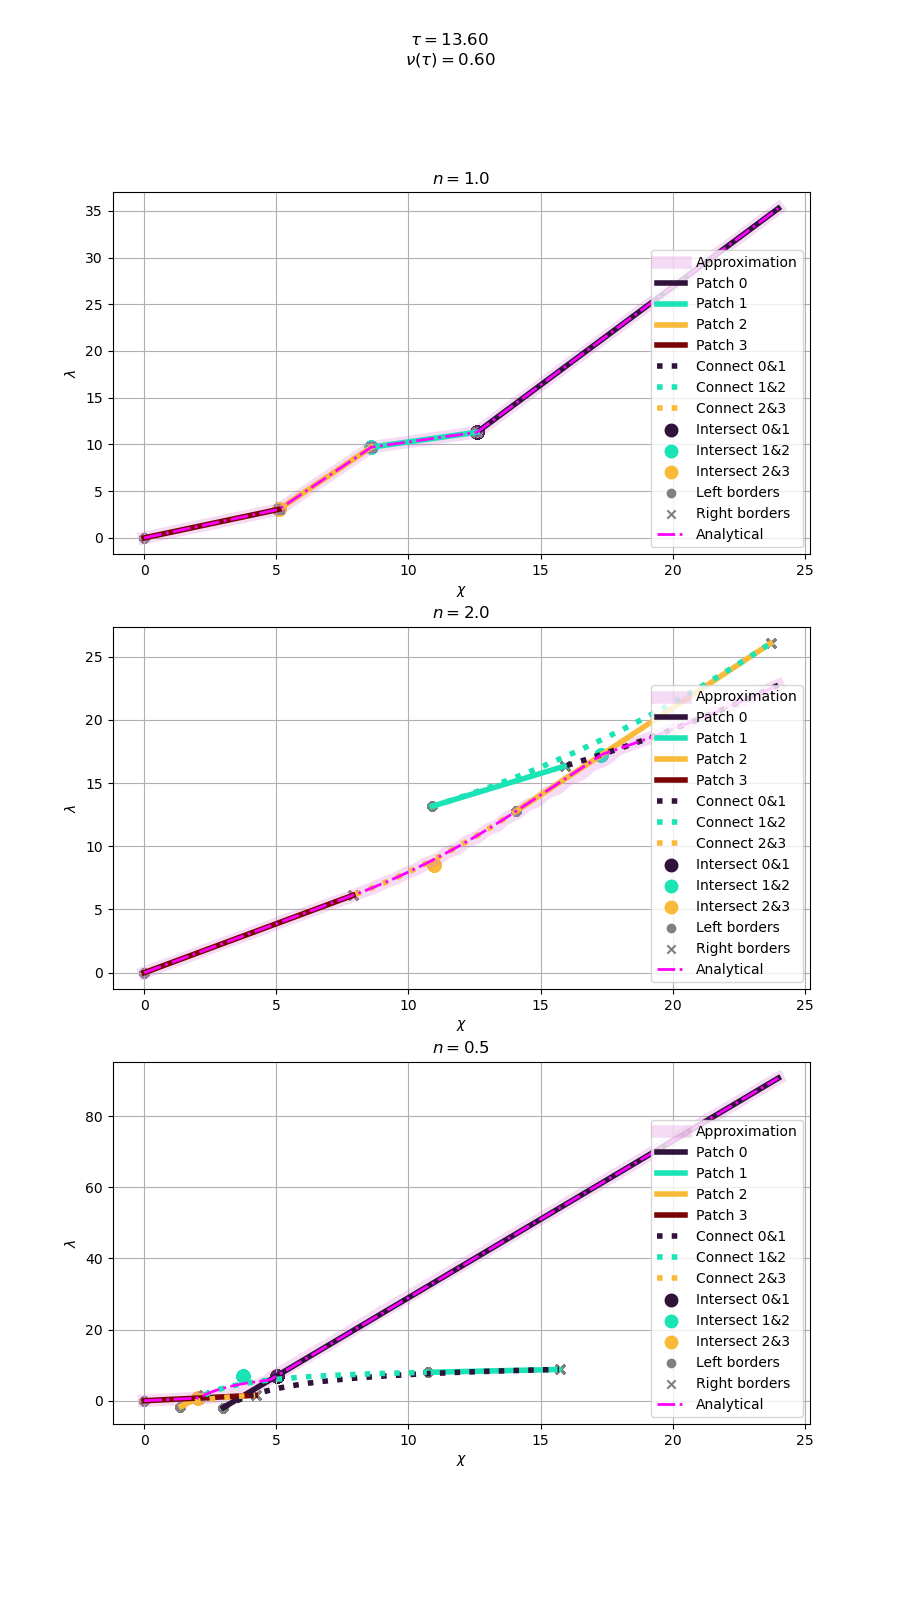 τ = 13.60
ν(τ) = 0.60
n = 1.0
35
30
25
20
15
10
5
0
λ
0 5 10 15 20 25
χ
Approximation
Patch 0
Patch 1
Patch 2
Patch 3
Connect 0&1
Connect 1&2
Connect 2&3
Intersect 0&1
Intersect 1&2
Intersect 2&3
Left borders
Right borders
Analytical
n = 2.0
25
20
15
10
5
0
λ
0 5 10 15 20 25
χ
Approximation
Patch 0
Patch 1
Patch 2
Patch 3
Connect 0&1
Connect 1&2
Connect 2&3
Intersect 0&1
Intersect 1&2
Intersect 2&3
Left borders
Right borders
Analytical
n = 0.5
80
60
40
20
0
λ
0 5 10 15 20 25
χ
Approximation
Patch 0
Patch 1
Patch 2
Patch 3
Connect 0&1
Connect 1&2
Connect 2&3
Intersect 0&1
Intersect 1&2
Intersect 2&3
Left borders
Right borders
Analytical